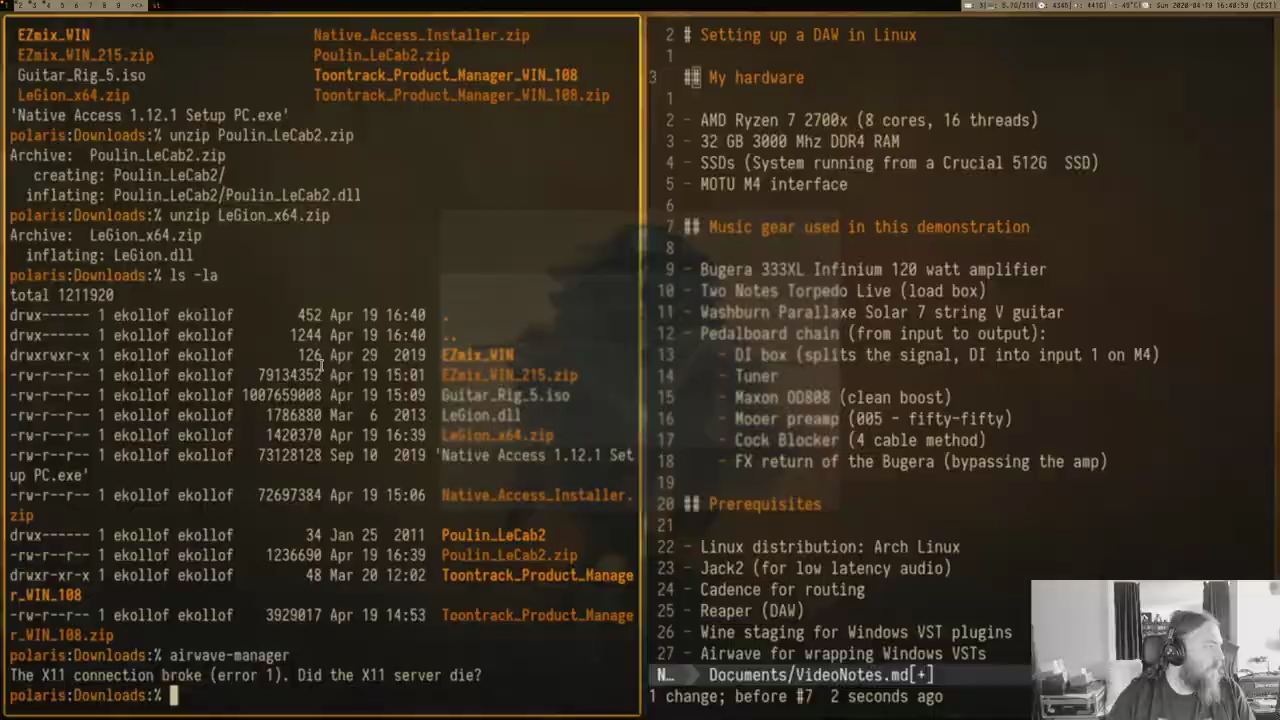 1 2 3 4 5 6 7 8 9 >< st
Sun 2020-04-19 16:40:59 (CEST)
EZmix_WIN Native_Access_Installer.zip
EZmix_WIN_215.zip Poulin_LeCab2.zip
Guitar_Rig_5.iso Toontrack_Product_Manager_WIN_108
LeGion_x64.zip Toontrack_Product_Manager_WIN_108.zip
'Native Access 1.12.1 Setup PC.exe'
polaris:Downloads:% unzip Poulin_LeCab2.zip
Archive:  Poulin_LeCab2.zip
creating: Poulin_LeCab2/
inflating: Poulin_LeCab2/Poulin_LeCab2.dll
polaris:Downloads:% unzip LeGion_x64.zip
Archive:  LeGion_x64.zip
inflating: LeGion.dll
polaris:Downloads:% ls -la
total 1211920
drwx------ 1 ekollof ekollof 452 Apr 19 16:40 .
drwx------ 1 ekollof ekollof 1244 Apr 19 16:40 ..
drwxrwxr-x 1 ekollof ekollof 126 Apr 29 2019 EZmix_WIN
-rw-r--r-- 1 ekollof ekollof 79134352 Apr 19 15:01 EZmix_WIN_215.zip
-rw-r--r-- 1 ekollof ekollof 1007659008 Apr 19 15:09 Guitar_Rig_5.iso
-rw-r--r-- 1 ekollof ekollof 1786880 Mar 6 2013 LeGion.dll
-rw-r--r-- 1 ekollof ekollof 1420370 Apr 19 16:39 LeGion_x64.zip
-rw-r--r-- 1 ekollof ekollof 73128128 Sep 10 2019 'Native Access 1.12.1 Set
up PC.exe'
-rw-r--r-- 1 ekollof ekollof 72697384 Apr 19 15:06 Native_Access_Installer.
zip
drwx------ 1 ekollof ekollof 34 Jan 25 2011 Poulin_LeCab2
-rw-r--r-- 1 ekollof ekollof 1236690 Apr 19 16:39 Poulin_LeCab2.zip
drwxr-xr-x 1 ekollof ekollof 48 Mar 20 12:02 Toontrack_Product_Manage
r_WIN_108
-rw-r--r-- 1 ekollof ekollof 3929017 Apr 19 14:53 Toontrack_Product_Manage
r_WIN_108.zip
polaris:Downloads:% airwave-manager
The X11 connection broke (error 1). Did the X11 server die?
polaris:Downloads:%
2 # Setting up a DAW in Linux
1
3 ## My hardware
1
2 - AMD Ryzen 7 2700x (8 cores, 16 threads)
3 - 32 GB 3000 Mhz DDR4 RAM
4 - SSDs (System running from a Crucial 512G  SSD)
5 - MOTU M4 interface
6
7 ## Music gear used in this demonstration
8
9 - Bugera 333XL Infinium 120 watt amplifier
10 - Two Notes Torpedo Live (load box)
11 - Washburn Parallaxe Solar 7 string V guitar
12 - Pedalboard chain (from input to output):
13 - DI box (splits the signal, DI into input 1 on M4)
14 - Tuner
15 - Maxon OD808 (clean boost)
16 - Mooer preamp (005 - fifty-fifty)
17 - Cock Blocker (4 cable method)
18 - FX return of the Bugera (bypassing the amp)
19
20 ## Prerequisites
21
22 - Linux distribution: Arch Linux
23 - Jack2 (for low latency audio)
24 - Cadence for routing
25 - Reaper (DAW)
26 - Wine staging for Windows VST plugins
27 - Airwave for wrapping Windows VSTs
N… Documents/VideoNotes.md[+]
1 change; before #7  2 seconds ago